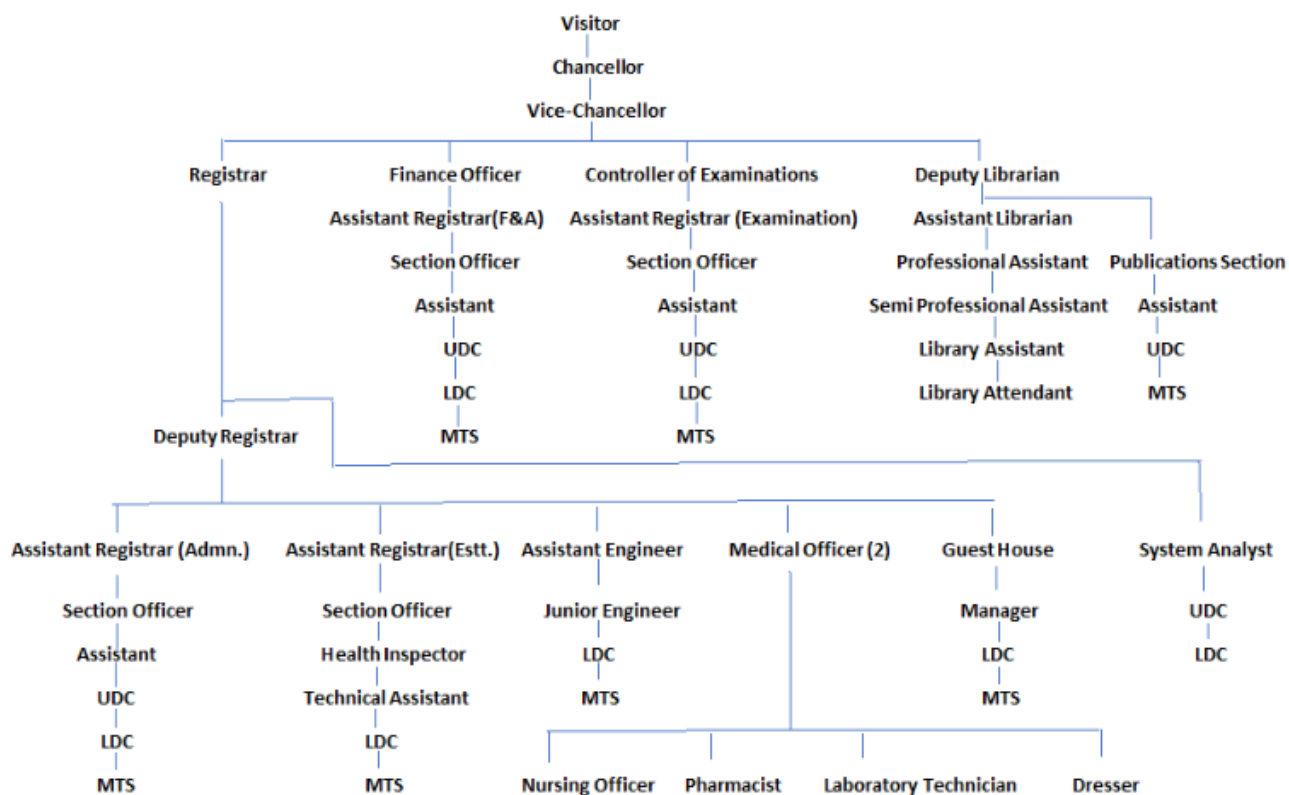 Visitor
Chancellor
Vice-Chancellor
Registrar Finance Officer Controller of Examinations Deputy Librarian
Assistant Registrar(F&A) Assistant Registrar (Examination) Assistant Librarian
Section Officer Section Officer Professional Assistant Publications Section
Assistant Assistant Semi Professional Assistant Assistant
UDC UDC Library Assistant UDC
LDC LDC Library Attendant MTS
Deputy Registrar MTS MTS
Assistant Registrar (Admn.) Assistant Registrar(Estt.) Assistant Engineer Medical Officer (2) Guest House System Analyst
Section Officer Section Officer Junior Engineer Manager UDC
Assistant Health Inspector LDC LDC LDC
UDC Technical Assistant MTS MTS
LDC LDC
MTS MTS Nursing Officer Pharmacist Laboratory Technician Dresser